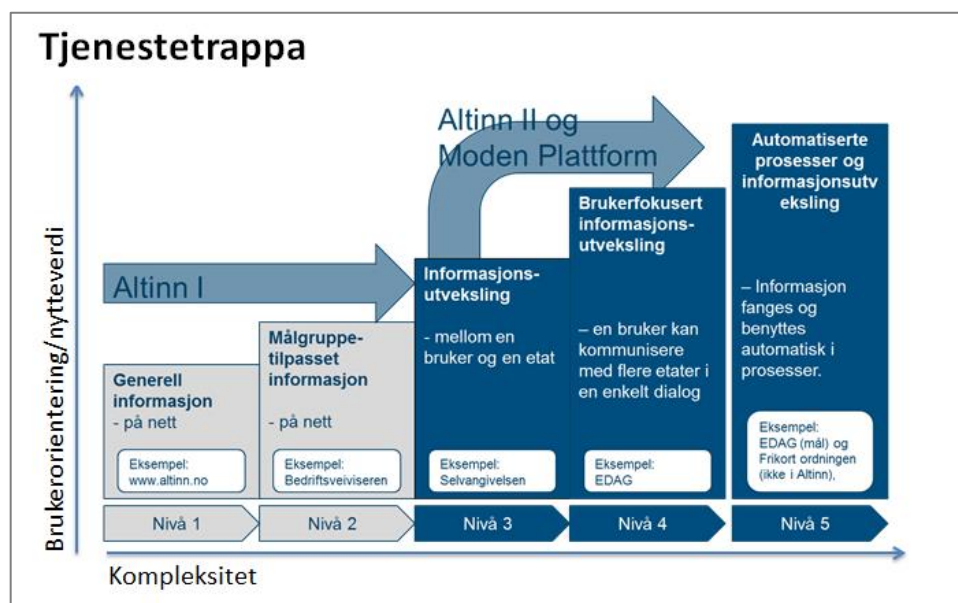 Tjenestetrappa
Brukerorientering/nytteverdi
Altinn I
Altinn II og
Moden Plattform
Generell
informasjon
- på nett
Eksempel:
www.altinn.no
Nivå 1
Målgruppe-
tilpasset
informasjon
- på nett
Eksempel:
Bedriftsveiviseren
Nivå 2
Informasjons-
utveksling
- mellom en
bruker og en etat
Eksempel:
Selvangivelsen
Nivå 3
Brukerfokusert
informasjons-
utveksling
– en bruker kan
kommunisere
med flere etater i
en enkelt dialog
Eksempel:
EDAG
Nivå 4
Automatiserte
prosesser og
informasjonsutv
eksling
– Informasjon
fanges og
benyttes
automatisk i
prosesser.
Eksempel:
EDAG (mål) og
Frikort ordningen
(ikke i Altinn),
Nivå 5
Kompleksitet